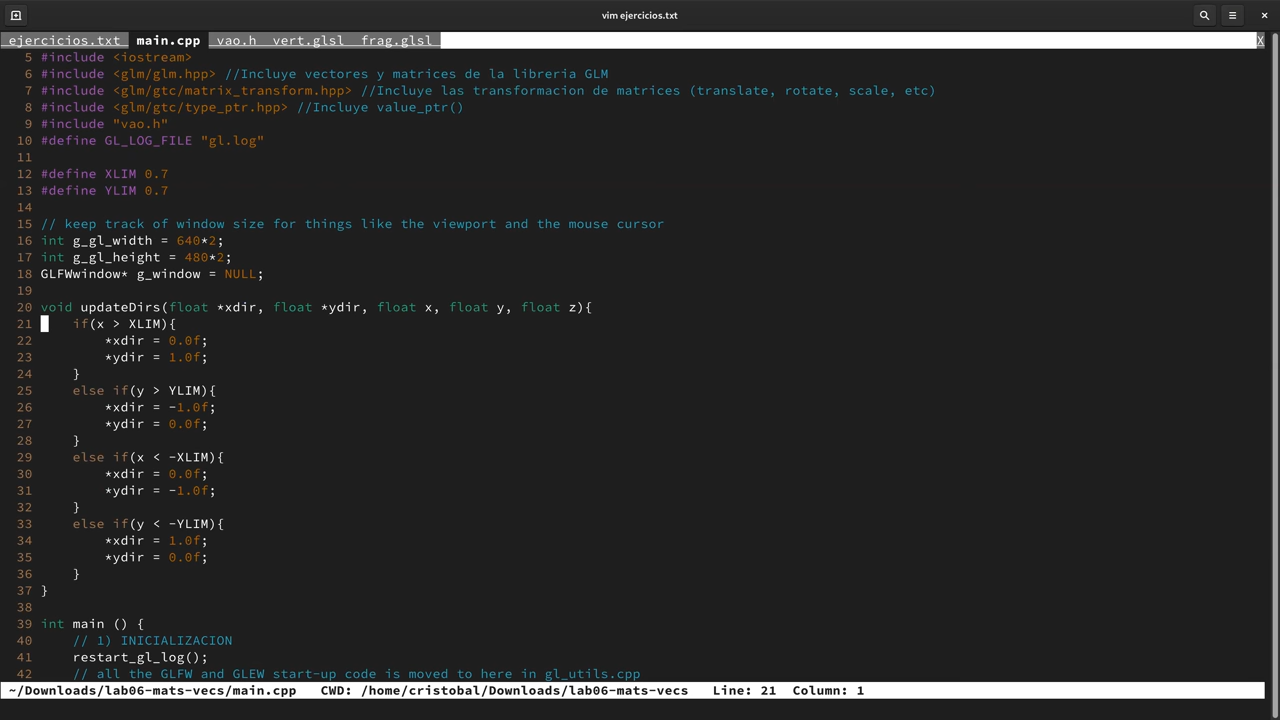 vim ejercicios.txt
ejercicios.txt main.cpp vao.h vert.glsl frag.glsl X
5 #include <iostream>
6 #include <glm/glm.hpp> //Incluye vectores y matrices de la libreria GLM
7 #include <glm/gtc/matrix_transform.hpp> //Incluye las transformacion de matrices (translate, rotate, scale, etc)
8 #include <glm/gtc/type_ptr.hpp> //Incluye value_ptr()
9 #include "vao.h"
10 #define GL_LOG_FILE "gl.log"
11
12 #define XLIM 0.7
13 #define YLIM 0.7
14
15 // keep track of window size for things like the viewport and the mouse cursor
16 int g_gl_width = 640*2;
17 int g_gl_height = 480*2;
18 GLFWwindow* g_window = NULL;
19
20 void updateDirs(float *xdir, float *ydir, float x, float y, float z){
21     if(x > XLIM){
22         *xdir = 0.0f;
23         *ydir = 1.0f;
24     }
25     else if(y > YLIM){
26         *xdir = -1.0f;
27         *ydir = 0.0f;
28     }
29     else if(x < -XLIM){
30         *xdir = 0.0f;
31         *ydir = -1.0f;
32     }
33     else if(y < -YLIM){
34         *xdir = 1.0f;
35         *ydir = 0.0f;
36     }
37 }
38
39 int main () {
40     // 1) INICIALIZACION
41     restart_gl_log();
42     // all the GLFW and GLEW start-up code is moved to here in gl_utils.cpp
~/Downloads/lab06-mats-vecs/main.cpp   CWD: /home/cristobal/Downloads/lab06-mats-vecs   Line: 21  Column: 1